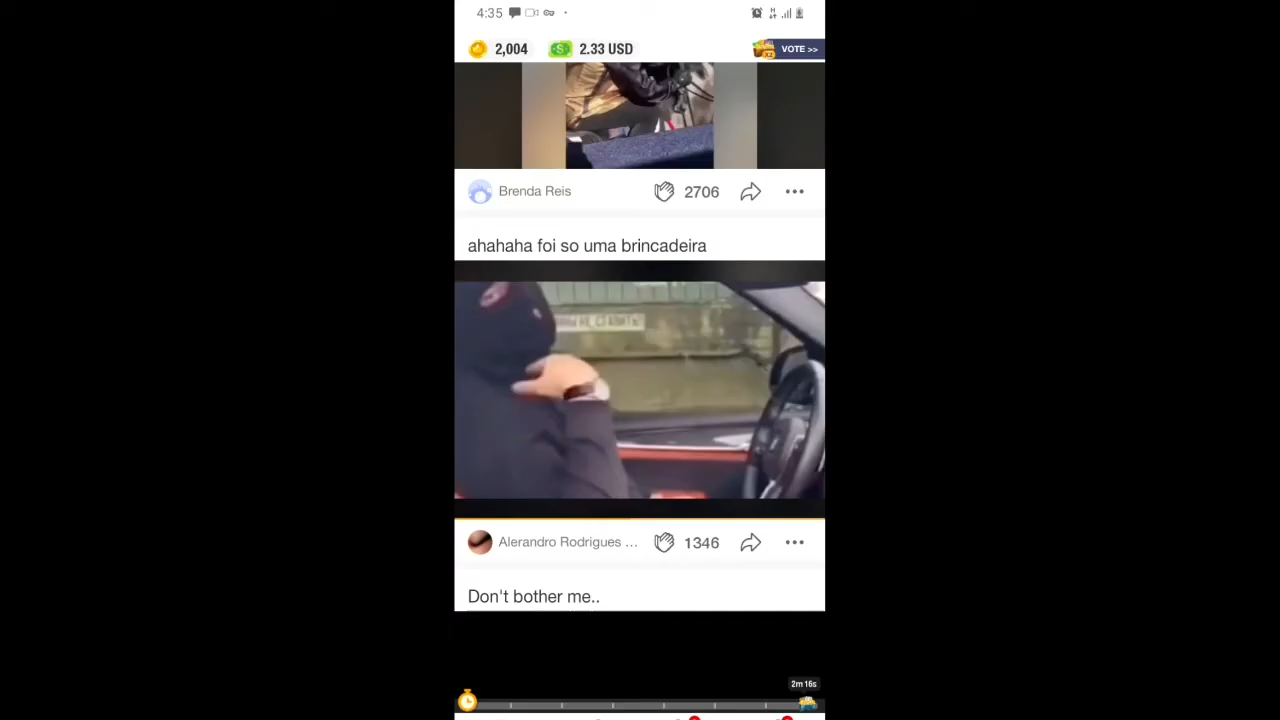 4:35
2,004 2.33 USD VOTE >>
Brenda Reis 2706
ahahaha foi so uma brincadeira
Alerandro Rodrigues ... 1346
Don't bother me..
2m 16s